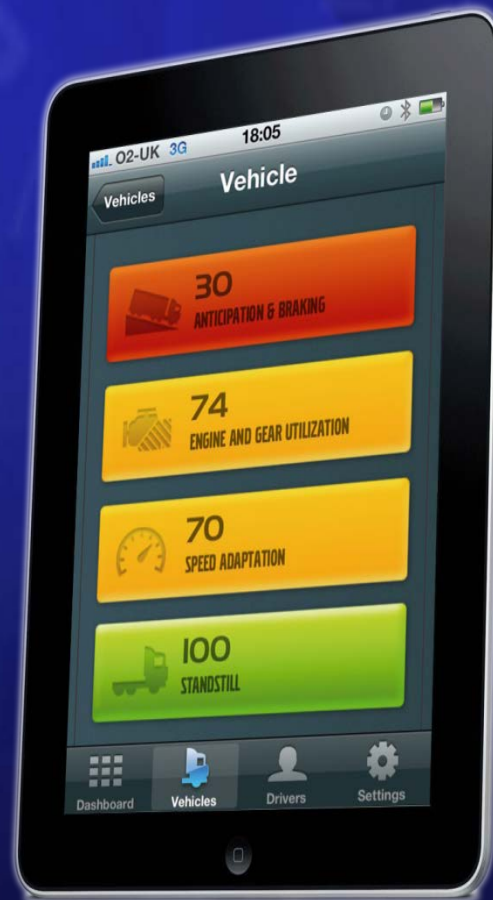 O2-UK 3G 18:05
Vehicles Vehicle
30
ANTICIPATION & BRAKING
74
ENGINE AND GEAR UTILIZATION
70
SPEED ADAPTATION
100
STANDSTILL
Dashboard Vehicles Drivers Settings